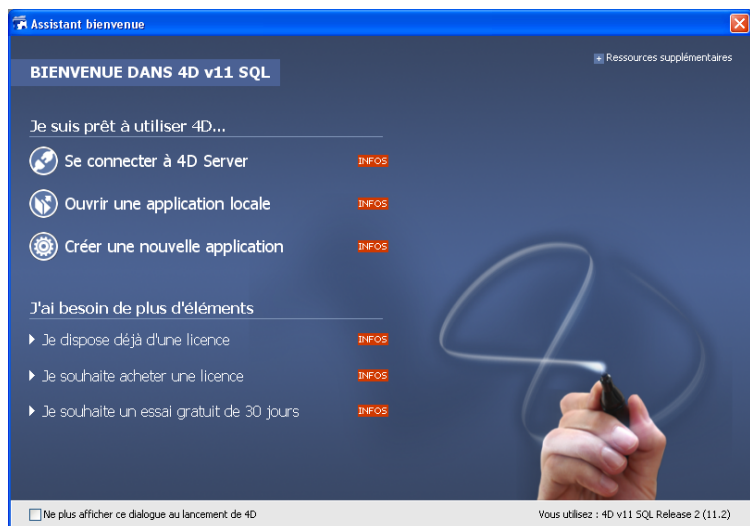 Assistant bienvenue
Ressources supplémentaires
BIENVENUE DANS 4D v11 SQL
Je suis prêt à utiliser 4D...
Se connecter à 4D Server INFOS
Ouvrir une application locale INFOS
Créer une nouvelle application INFOS
J'ai besoin de plus d'éléments
Je dispose déjà d'une licence INFOS
Je souhaite acheter une licence INFOS
Je souhaite un essai gratuit de 30 jours INFOS
Ne plus afficher ce dialogue au lancement de 4D
Vous utilisez : 4D v11 SQL Release 2 (11.2)